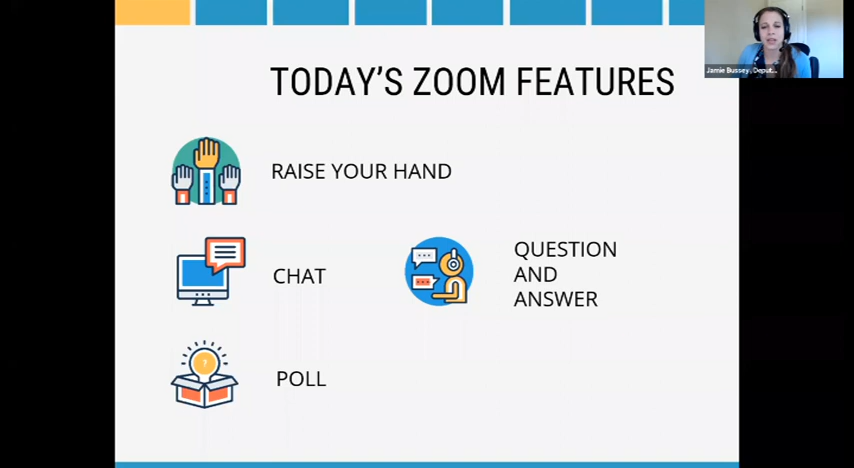 TODAY'S ZOOM FEATURES
Jamie Bussey, Deput...
RAISE YOUR HAND
CHAT
QUESTION
AND
ANSWER
POLL
?